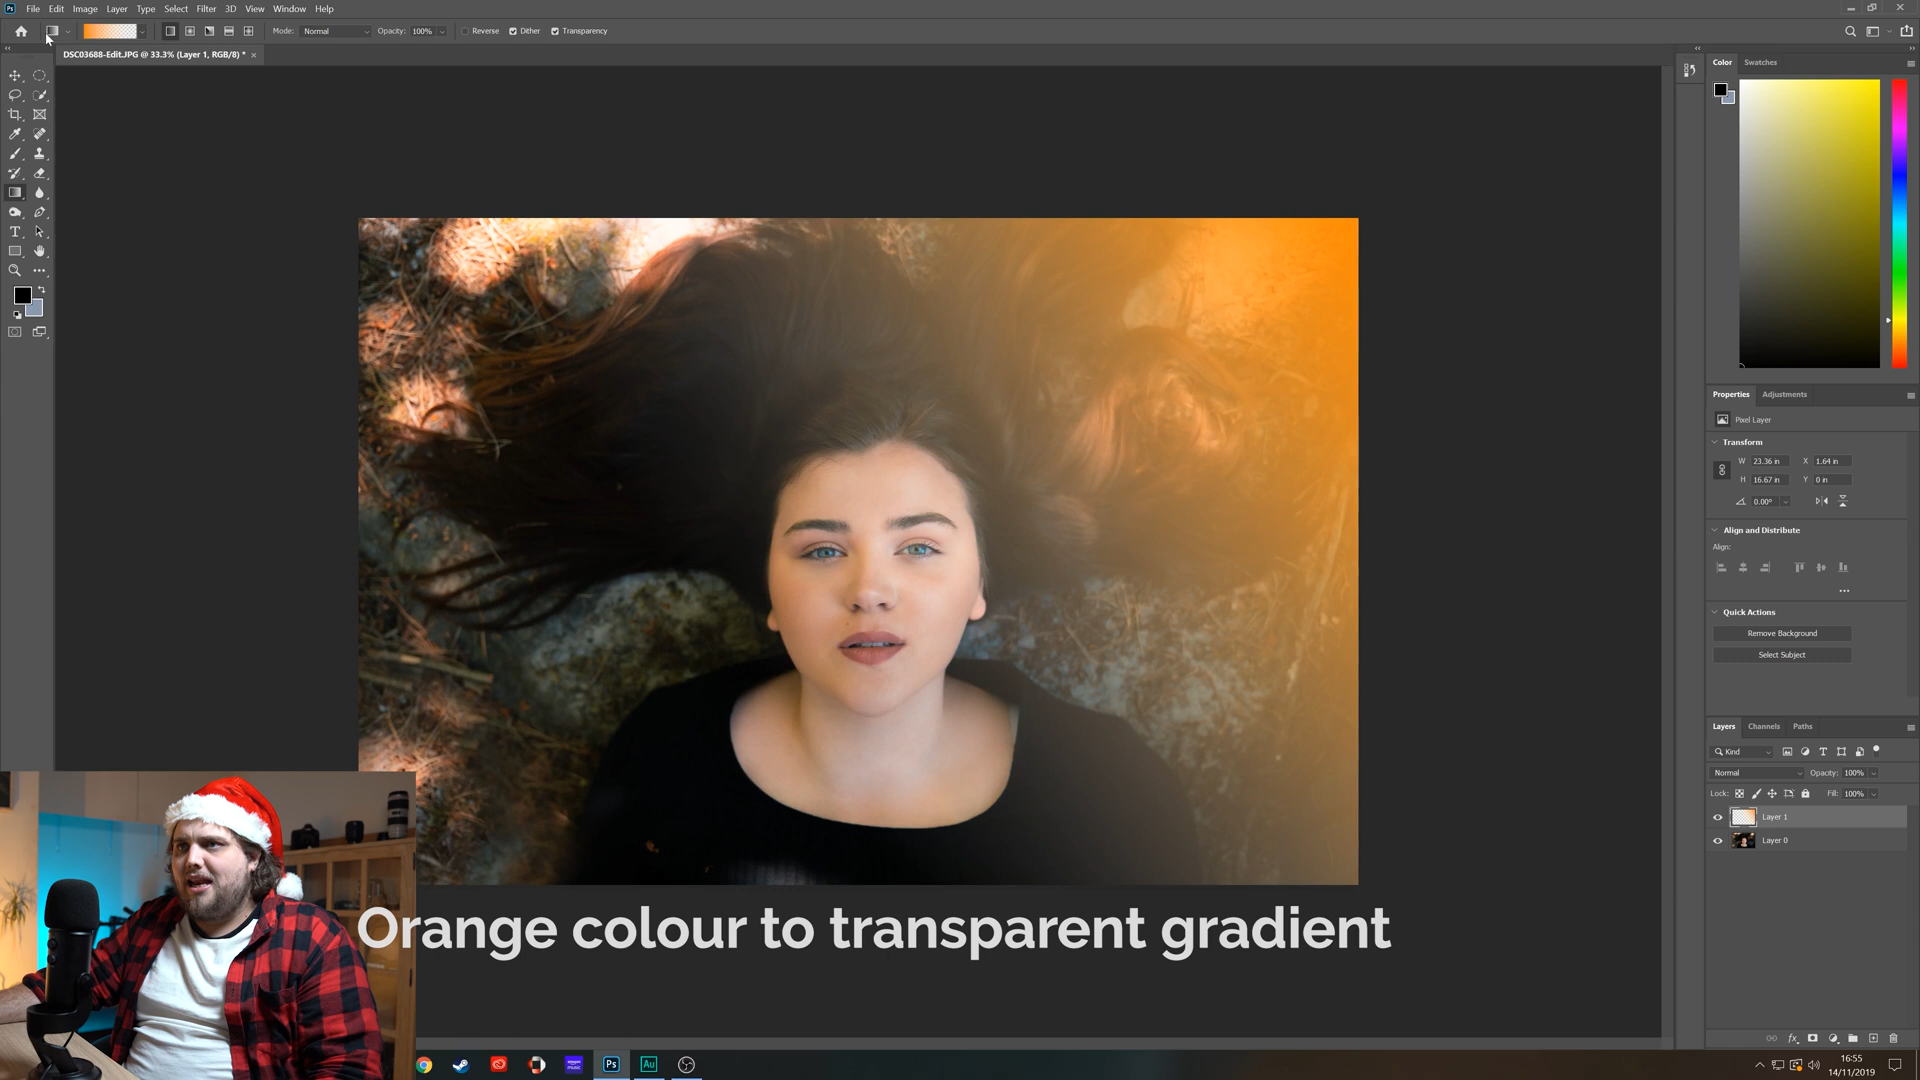 Ps File Edit Image Layer Type Select Filter 3D View Window Help
Mode: Normal Opacity: 100% Reverse Dither Transparency
DSC03688-Edit.JPG @ 33.3% (Layer 1, RGB/8) *
Color Swatches
Properties Adjustments
Pixel Layer
Transform
W 23.36 in X 1.64 in
H 16.67 in Y 0 in
0.00°
Align and Distribute
Align:
Quick Actions
Remove Background
Select Subject
Layers Channels Paths
Kind
Normal Opacity: 100%
Lock: Fill: 100%
Layer 1
Layer 0
Orange colour to transparent gradient
fx
Ps Au
16:55
14/11/2019